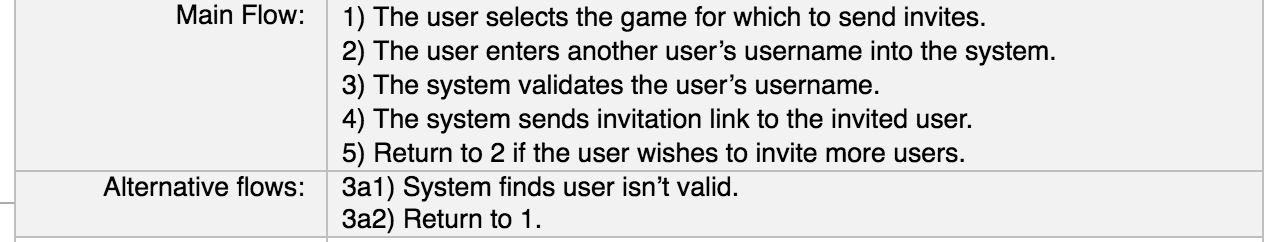 Main Flow:
1) The user selects the game for which to send invites.
2) The user enters another user’s username into the system.
3) The system validates the user’s username.
4) The system sends invitation link to the invited user.
5) Return to 2 if the user wishes to invite more users.
Alternative flows:
3a1) System finds user isn’t valid.
3a2) Return to 1.